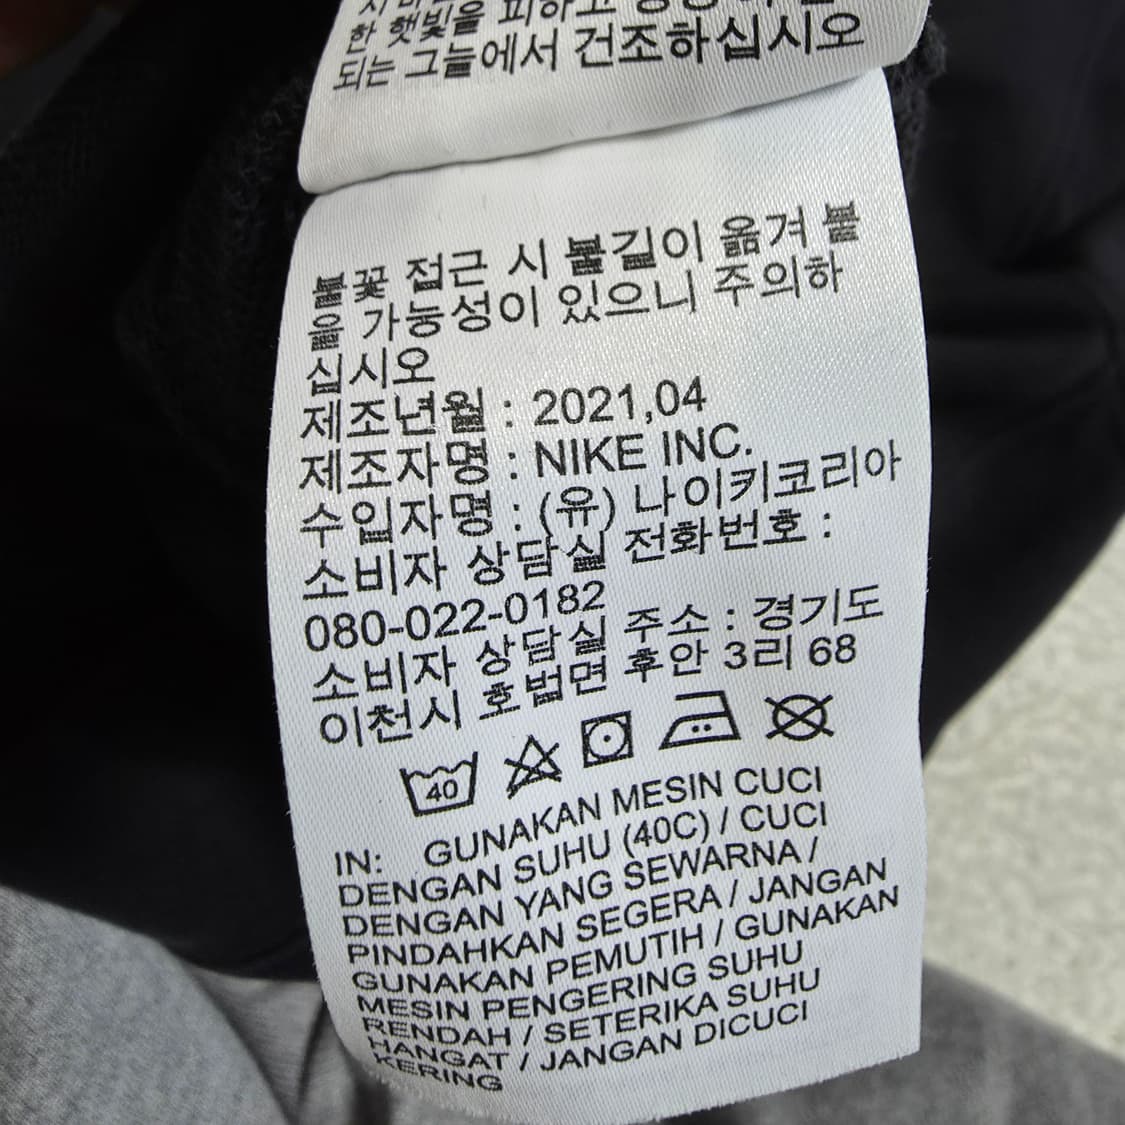 한 햇빛을 피하고
되는 그늘에서 건조하십시오
불꽃 접근 시 불길이 옮겨 붙
을 가능성이 있으니 주의하
십시오
제조년월 : 2021,04
제조자명 : NIKE INC.
수입자명 : (유) 나이키코리아
소비자 상담실 전화번호 :
080-022-0182
소비자 상담실 주소 : 경기도
이천시 호법면 후안 3리 68
40
IN: GUNAKAN MESIN CUCI
DENGAN SUHU (40C) / CUCI
DENGAN YANG SEWARNA /
PINDAHKAN SEGERA / JANGAN
GUNAKAN PEMUTIH / GUNAKAN
MESIN PENGERING SUHU
RENDAH / SETERIKA SUHU
HANGAT / JANGAN DICUCI
KERING